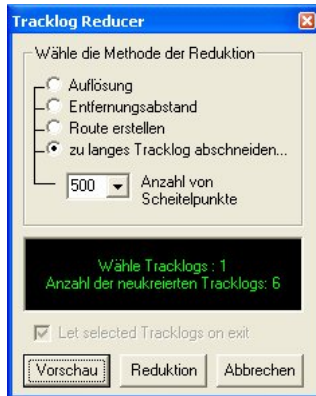 Tracklog Reducer
Wähle die Methode der Reduktion
Auflösung
Entfernungsabstand
Route erstellen
zu langes Tracklog abschneiden...
500
Anzahl von
Scheitelpunkte
Wähle Tracklogs : 1
Anzahl der neukreierten Tracklogs: 6
Let selected Tracklogs on exit
Vorschau
Reduktion
Abbrechen